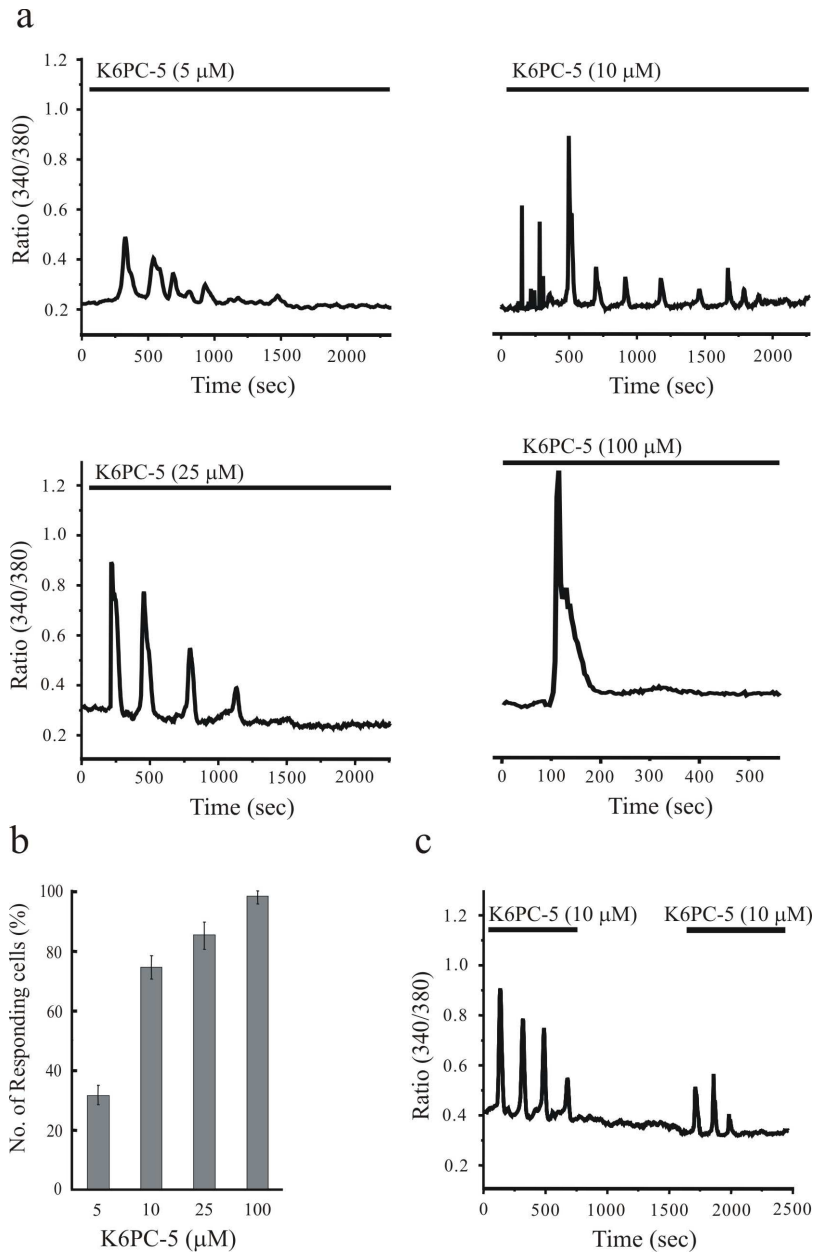 a
K6PC-5 (5 μM)
Ratio (340/380)
1.2
1.0
0.8
0.6
0.4
0.2
0 500 1000 1500 2000
Time (sec)
K6PC-5 (10 μM)
0 500 1000 1500 2000
Time (sec)
K6PC-5 (25 μM)
Ratio (340/380)
1.2
1.0
0.8
0.6
0.4
0.2
0 500 1000 1500 2000
Time (sec)
K6PC-5 (100 μM)
0 100 200 300 400 500
Time (sec)
b
No. of Responding cells (%)
100
80
60
40
20
0
5 10 25 100
K6PC-5 (μM)
c
K6PC-5 (10 μM) K6PC-5 (10 μM)
Ratio (340/380)
1.2
1.0
0.8
0.6
0.4
0.2
0 500 1000 1500 2000 2500
Time (sec)